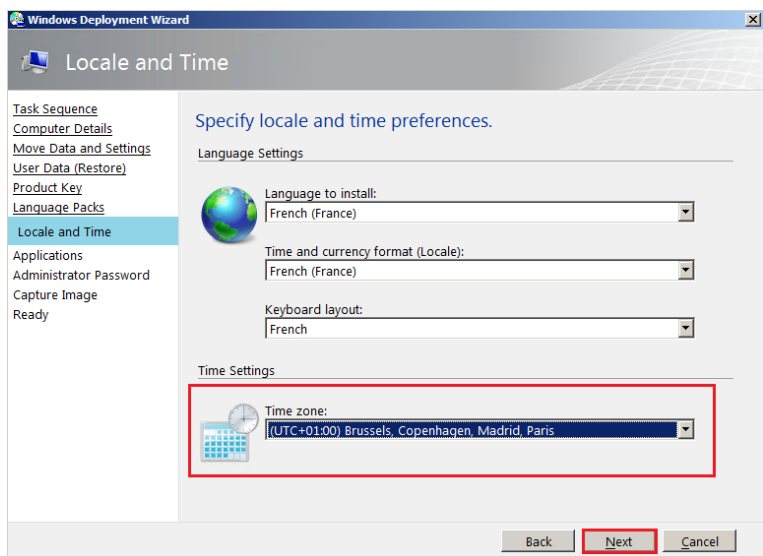 Windows Deployment Wizard
Locale and Time
Task Sequence
Computer Details
Move Data and Settings
User Data (Restore)
Product Key
Language Packs
Locale and Time
Applications
Administrator Password
Capture Image
Ready
Specify locale and time preferences.
Language Settings
Language to install:
French (France)
Time and currency format (Locale):
French (France)
Keyboard layout:
French
Time Settings
Time zone:
(UTC+01:00) Brussels, Copenhagen, Madrid, Paris
Back Next Cancel